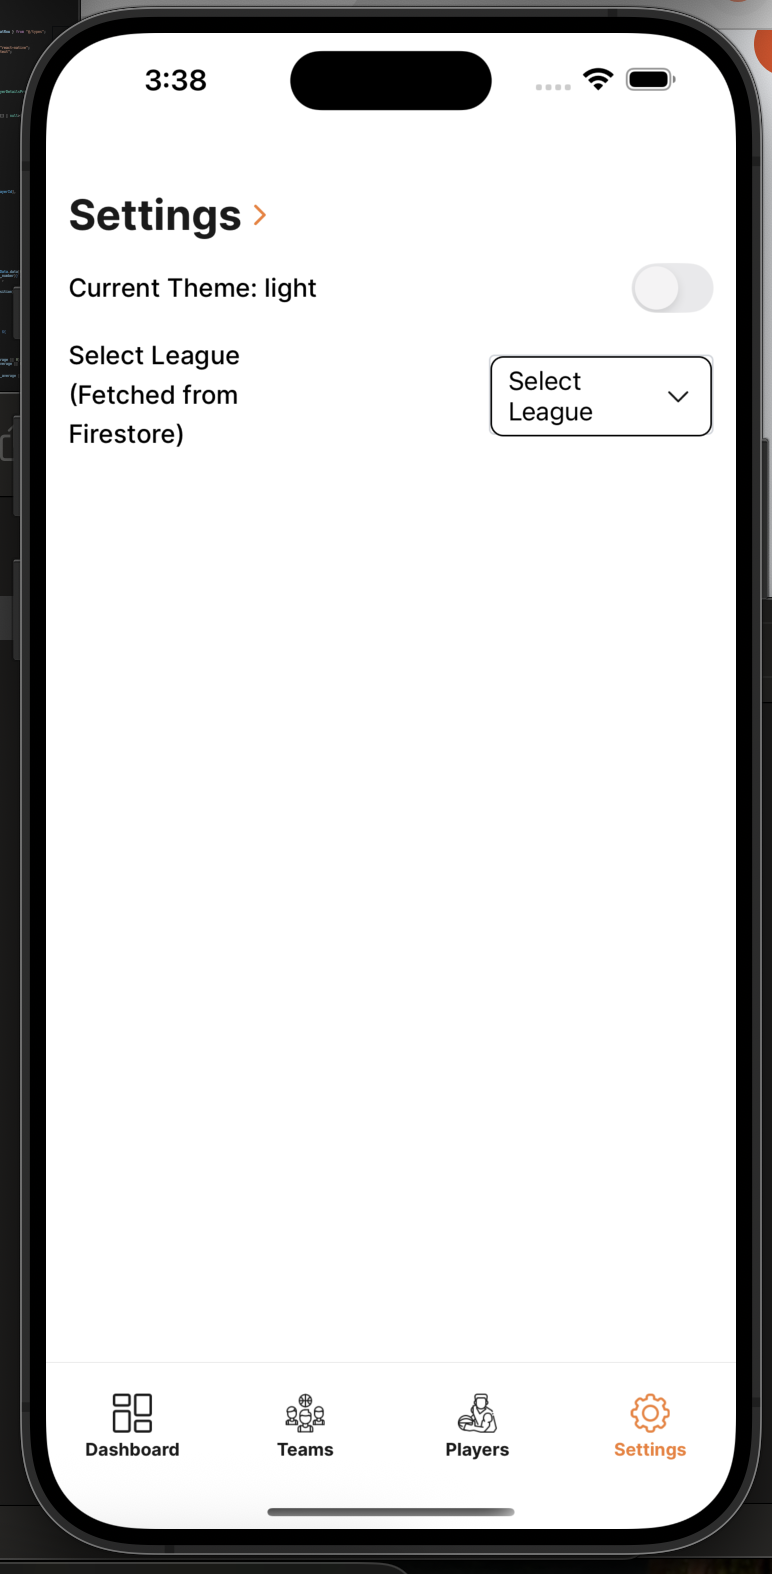 3:38
Settings
Current Theme: light
Select League
(Fetched from
Firestore)
Select
League
Dashboard
Teams
Players
Settings